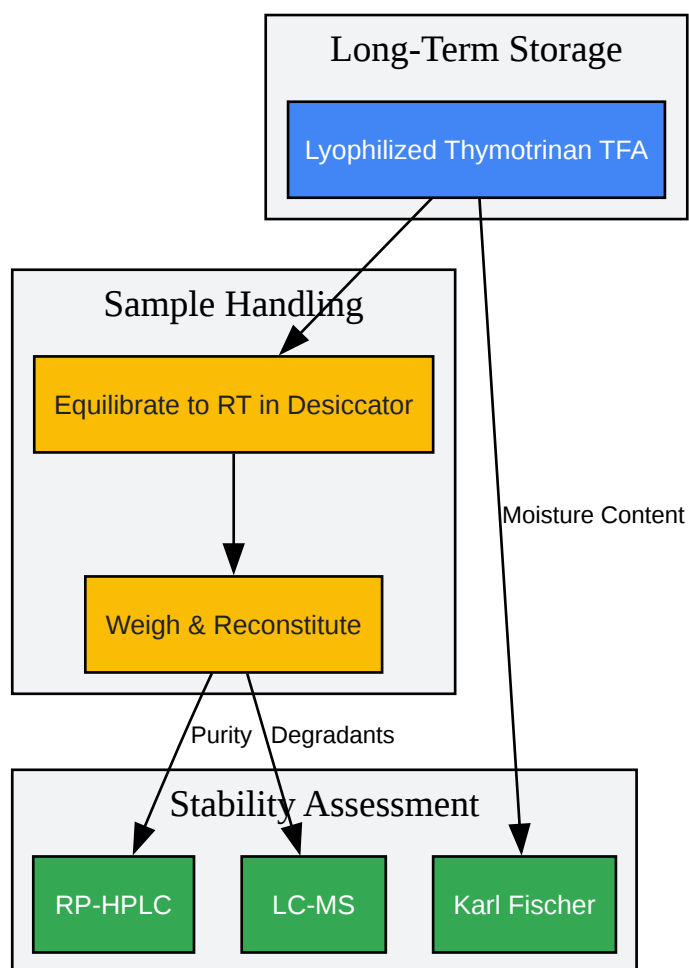 Long-Term Storage
Lyophilized Thymotrinan TFA
Sample Handling
Equilibrate to RT in Desiccator
Moisture Content
Weigh & Reconstitute
Purity
Degradants
Stability Assessment
RP-HPLC
LC-MS
Karl Fischer